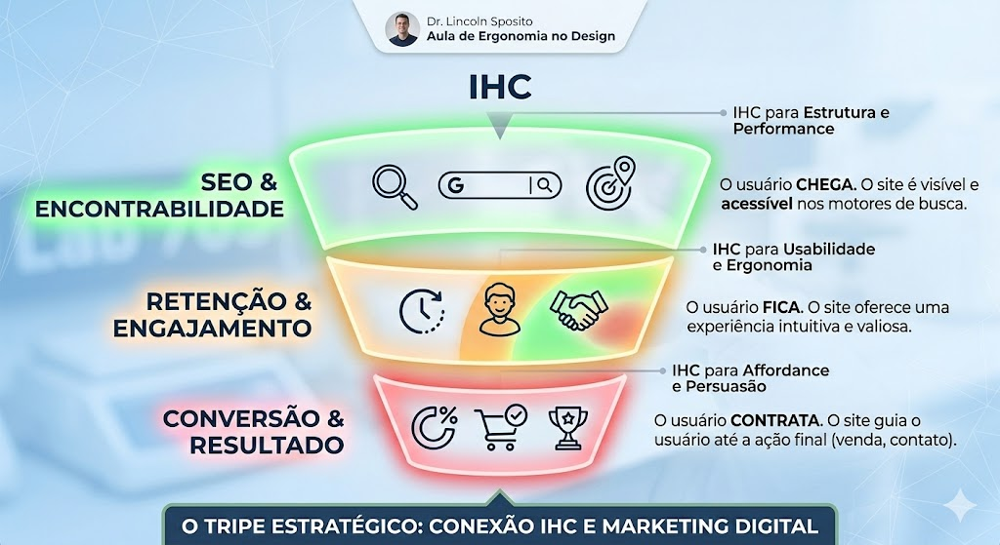 Dr. Lincoln Sposito
Aula de Ergonomia no Design
IHC
IHC para Estrutura e
Performance
SEO &
ENCONTRABILIDADE
G
O usuário CHEGA. O site é visível e
acessível nos motores de busca.
IHC para Usabilidade
e Ergonomia
RETENÇÃO &
ENGAJAMENTO
O usuário FICA. O site oferece uma
experiência intuitiva e valiosa.
IHC para Affordance
e Persuasão
CONVERSÃO &
RESULTADO
%
O usuário CONTRATA. O site guia o
usuário até a ação final (venda, contato).
O TRIPE ESTRATÉGICO: CONEXÃO IHC E MARKETING DIGITAL